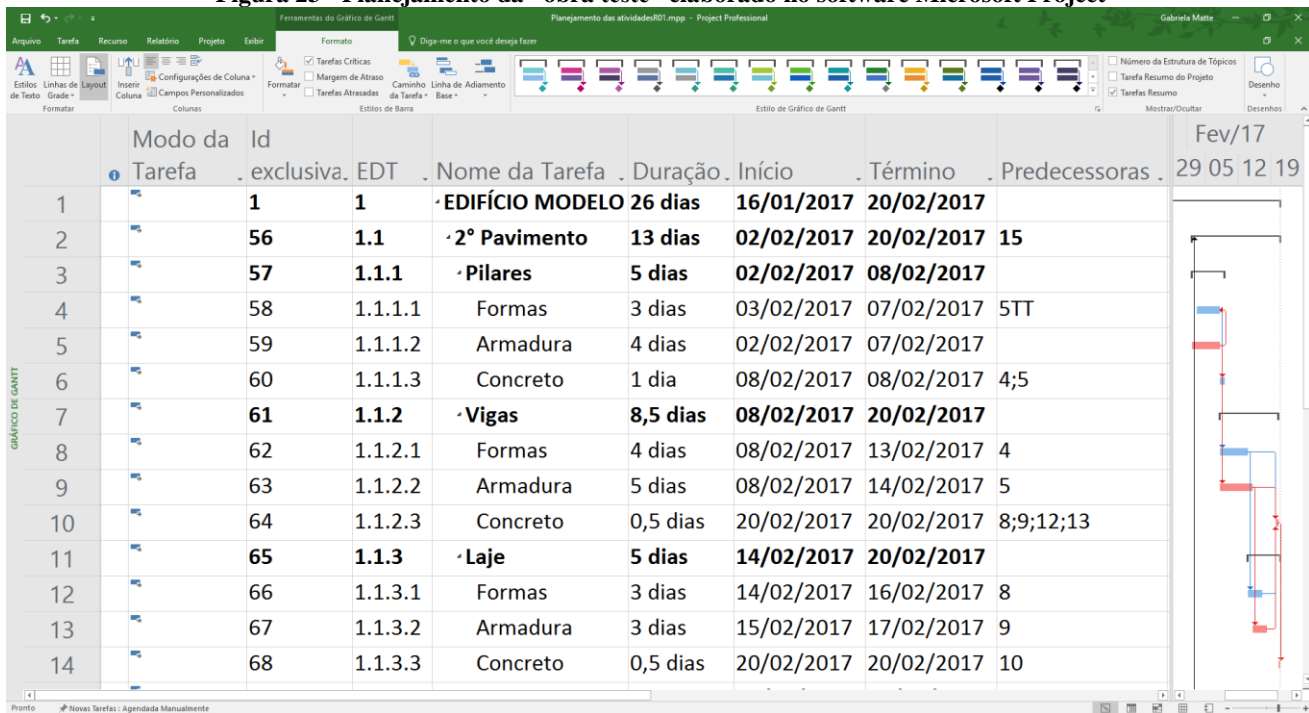 Figura 23 - Planejamento da "obra teste" elaborado no software Microsoft Project
Ferramentas do Gráfico de Gantt
Planejamento das atividadesR01.mpp - Project Professional
Gabriela Matte
Arquivo Tarefa Recurso Relatório Projeto Exibir Formato Diga-me o que você deseja fazer
Estilos de Texto
Linhas de Grade
Layout
Inserir Coluna
Configurações de Coluna
Campos Personalizados
Formatar
Tarefas Críticas
Margem de Atraso
Tarefas Atrasadas
Caminho da Tarefa
Linha de Base
Adiamento
Número da Estrutura de Tópicos
Tarefa Resumo do Projeto
Tarefas Resumo
Desenho
Formatar Colunas Estilos de Barra Estilo de Gráfico de Gantt Mostrar/Ocultar Desenhos
Modo da Tarefa Id exclusiva EDT Nome da Tarefa Duração Início Término Predecessoras
Fev/17
29 05 12 19
1 1 1 EDIFÍCIO MODELO 26 dias 16/01/2017 20/02/2017
2 56 1.1 2° Pavimento 13 dias 02/02/2017 20/02/2017 15
3 57 1.1.1 Pilares 5 dias 02/02/2017 08/02/2017
4 58 1.1.1.1 Formas 3 dias 03/02/2017 07/02/2017 5TT
5 59 1.1.1.2 Armadura 4 dias 02/02/2017 07/02/2017
6 60 1.1.1.3 Concreto 1 dia 08/02/2017 08/02/2017 4;5
7 61 1.1.2 Vigas 8,5 dias 08/02/2017 20/02/2017
8 62 1.1.2.1 Formas 4 dias 08/02/2017 13/02/2017 4
9 63 1.1.2.2 Armadura 5 dias 08/02/2017 14/02/2017 5
10 64 1.1.2.3 Concreto 0,5 dias 20/02/2017 20/02/2017 8;9;12;13
11 65 1.1.3 Laje 5 dias 14/02/2017 20/02/2017
12 66 1.1.3.1 Formas 3 dias 14/02/2017 16/02/2017 8
13 67 1.1.3.2 Armadura 3 dias 15/02/2017 17/02/2017 9
14 68 1.1.3.3 Concreto 0,5 dias 20/02/2017 20/02/2017 10
GRÁFICO DE GANTT
Pronto Novas Tarefas : Agendada Manualmente